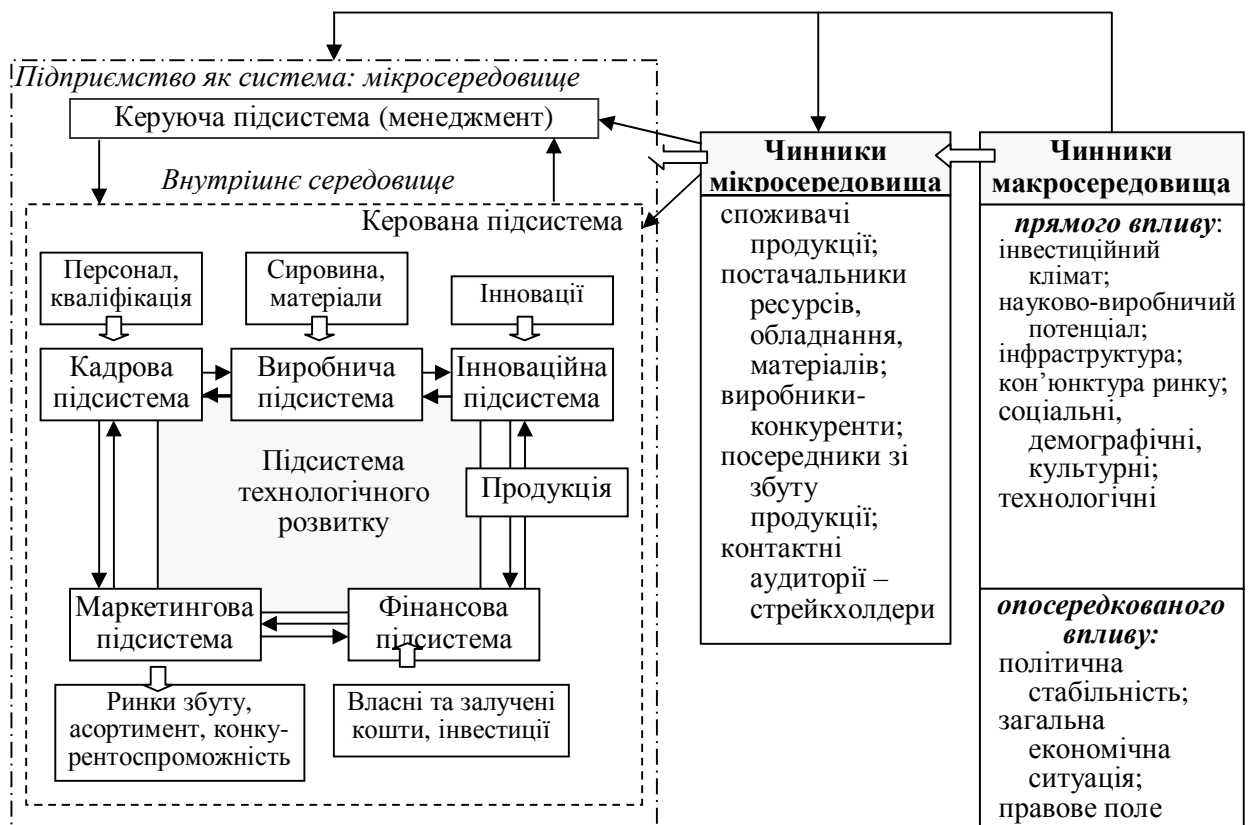 Підприємство як система: мікросередовище
Керуюча підсистема (менеджмент)
Внутрішнє середовище
Керована підсистема
Персонал,
кваліфікація
Сировина,
матеріали
Інновації
Кадрова
підсистема
Виробнича
підсистема
Інноваційна
підсистема
Підсистема
технологічного
розвитку
Продукція
Маркетингова
підсистема
Фінансова
підсистема
Ринки збуту,
асортимент, конку-
рентоспроможність
Власні та залучені
кошти, інвестиції
Чинники
мікросередовища
споживачі
продукції;
постачальники
ресурсів,
обладнання,
матеріалів;
виробники-
конкуренти;
посередники зі
збуту
продукції;
контактні
аудиторії –
стрейкхолдери
Чинники
макросередовища
прямого впливу:
інвестиційний
клімат;
науково-виробничий
потенціал;
інфраструктура;
кон’юнктура ринку;
соціальні,
демографічні,
культурні;
технологічні
опосередкованого
впливу:
політична
стабільність;
загальна
економічна
ситуація;
правове поле